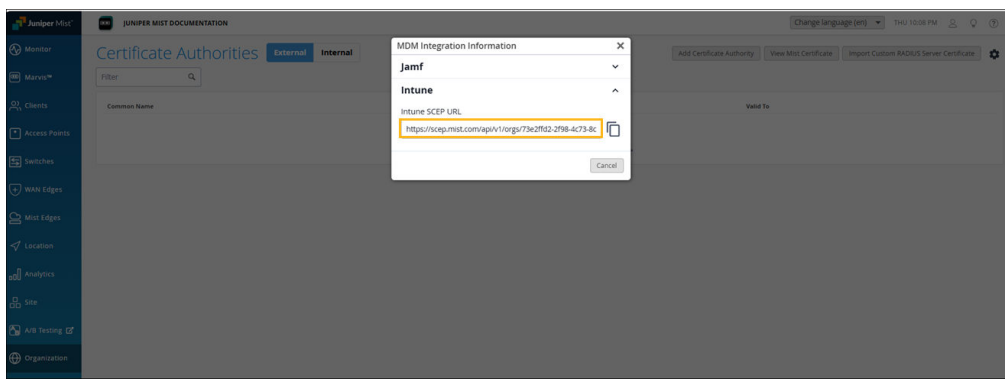 Juniper Mist™
JUNIPER MIST DOCUMENTATION
Change language (en)
THU 10:08 PM
Monitor
Marvis™
Clients
Access Points
Switches
WAN Edges
Mist Edges
Location
Analytics
Site
A/B Testing
Organization
Certificate Authorities
External
Internal
Add Certificate Authority
View Mist Certificate
Import Custom RADIUS Server Certificate
Filter
Common Name
Valid To
MDM Integration Information
Jamf
Intune
Intune SCEP URL
https://scep.mist.com/api/v1/orgs/73e2ffd2-2f98-4c73-8c
Cancel